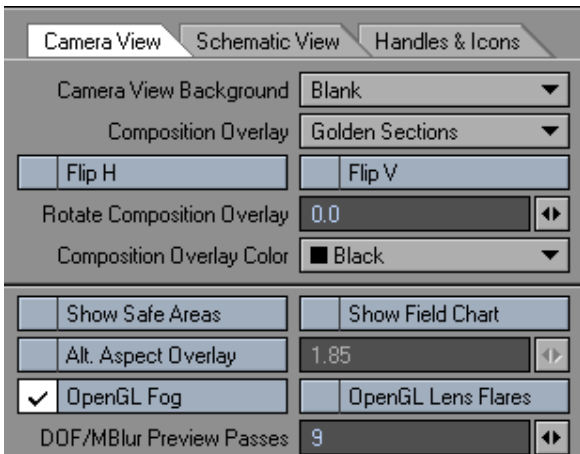 Camera View Schematic View Handles & Icons
Camera View Background Blank
Composition Overlay Golden Sections
Flip H Flip V
Rotate Composition Overlay 0.0
Composition Overlay Color Black
Show Safe Areas Show Field Chart
Alt. Aspect Overlay 1.85
OpenGL Fog OpenGL Lens Flares
DOF/MBlur Preview Passes 9